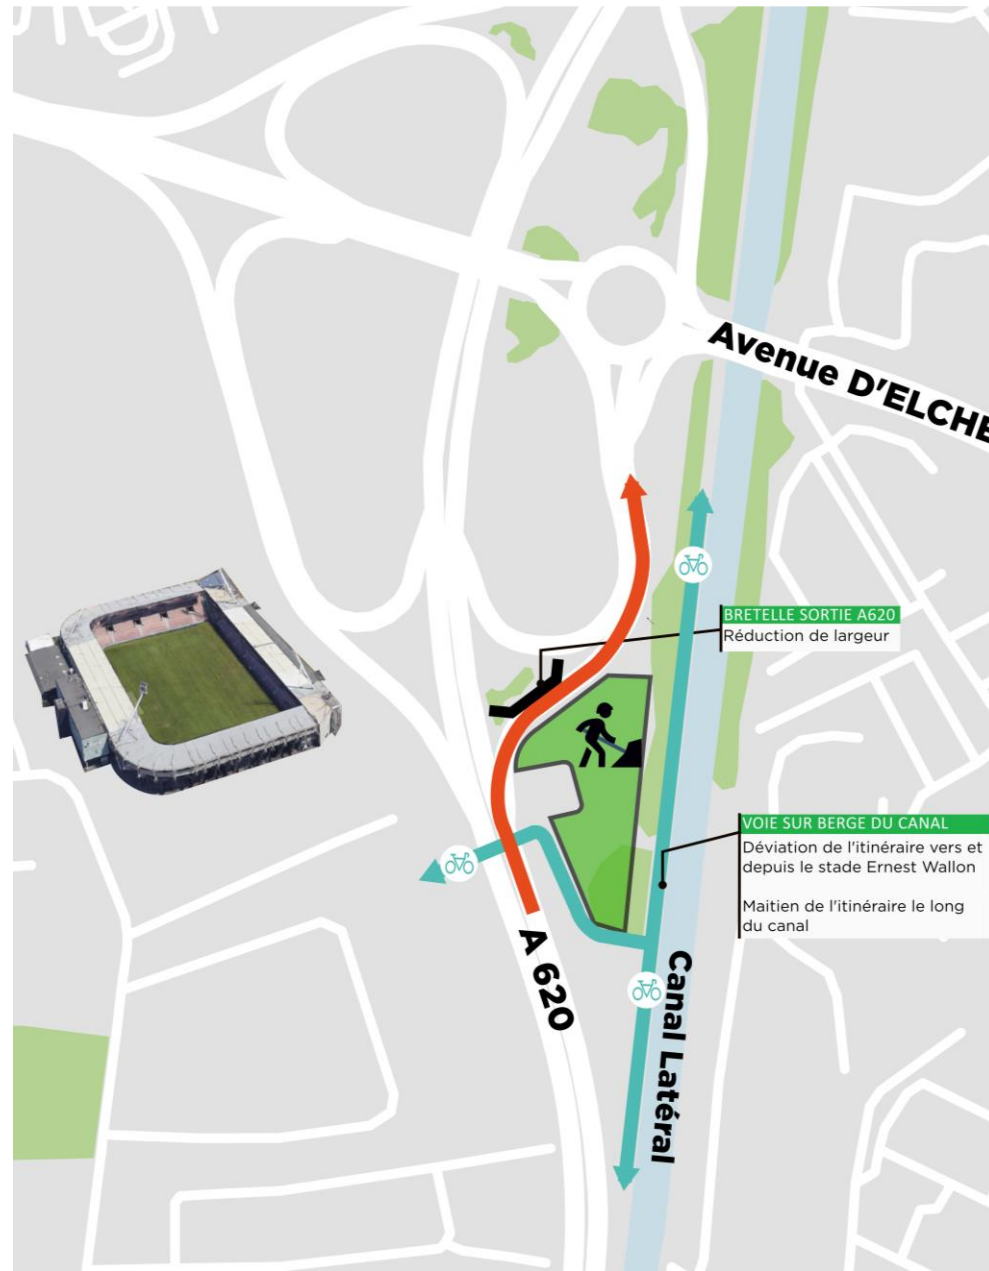 Avenue D'ELCHE
BRETELLE SORTIE A620
Réduction de largeur
VOIE SUR BERGE DU CANAL
Déviation de l'itinéraire vers et
depuis le stade Ernest Wallon
Maitien de l'itinéraire le long
du canal
A 620
Canal Latéral